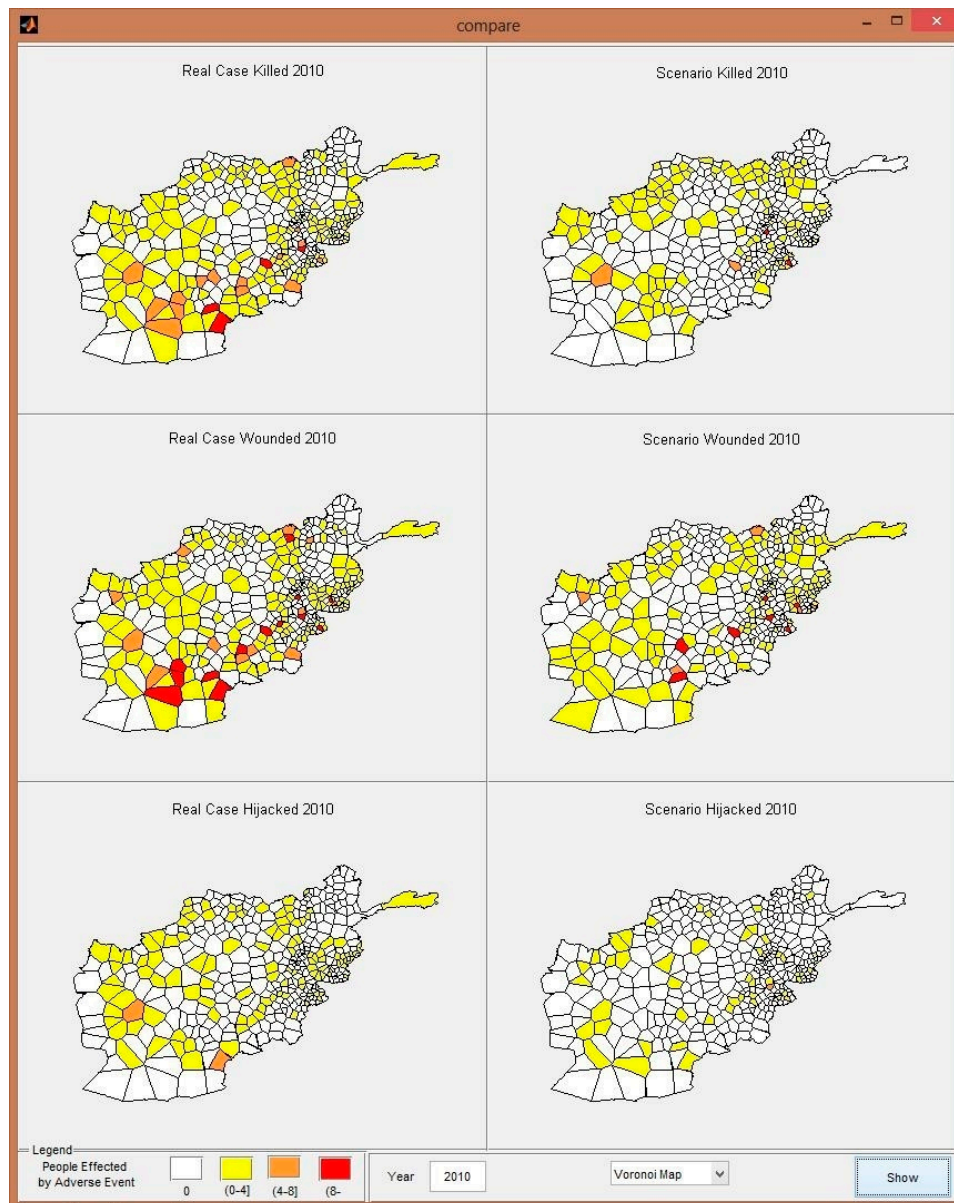 compare
Real Case Killed 2010
Scenario Killed 2010
Real Case Wounded 2010
Scenario Wounded 2010
Real Case Hijacked 2010
Scenario Hijacked 2010
Legend
People Effected
by Adverse Event
0
(0-4]
(4-8]
(8-
Year
2010
Voronoi Map
Show